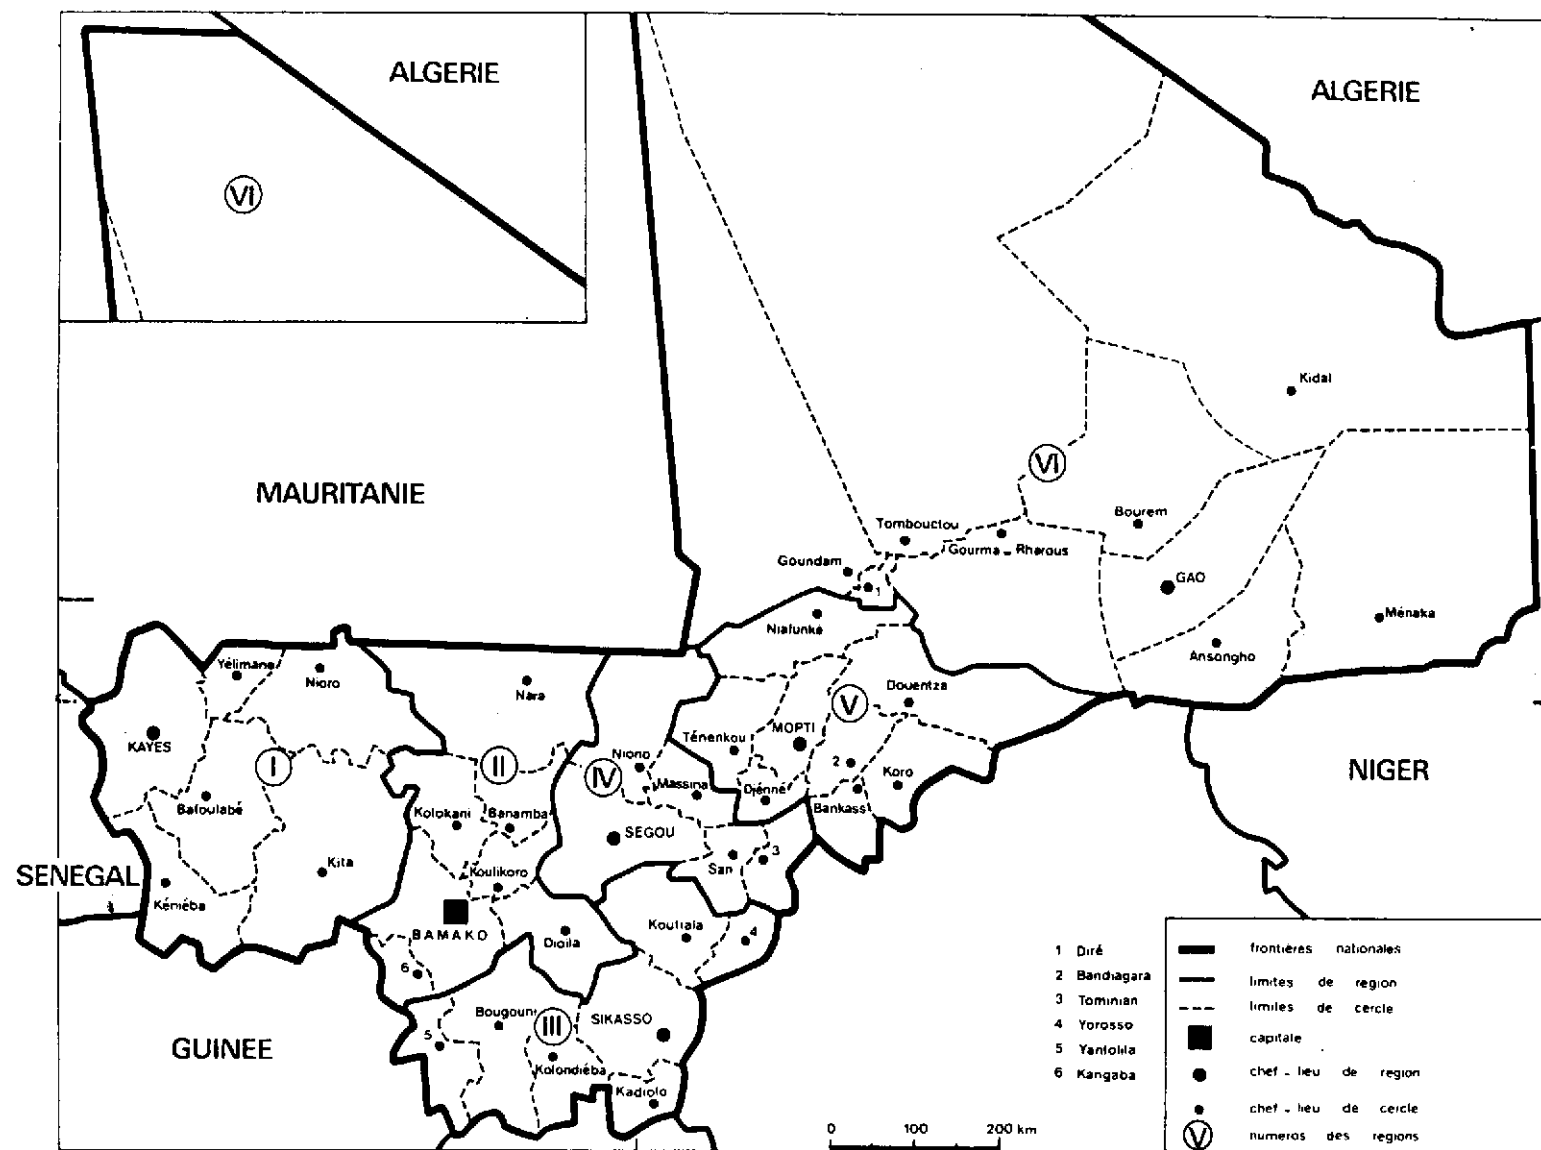 ALGERIE
ALGERIE
VI
MAURITANIE
Kidal
VI
Tombouctou
Bourem
Gourma - Rharous
Goundam
1
GAO
Niafunké
Ménaka
Ansongho
Yélimané
Nioro
Nara
Douentza
V
KAYES
Ténenkou
MOPTI
I
II
IV
Niono
2
Koro
NIGER
Bafoulabé
Massina
Djénné
Bankass
Kolokani
Banamba
SEGOU
San
3
SENEGAL
Kita
Koulikoro
Kéniéba
BAMAKO
Dioila
Koutiala
4
6
Bougouni
III
SIKASSO
5
GUINEE
Kolondiéba
Kadiolo
1 Diré
2 Bandiagara
3 Tominian
4 Yorosso
5 Yanfolila
6 Kangaba
frontières nationales
limites de region
limites de cercle
capitale
chef - lieu de region
chef - lieu de cercle
V numeros des regions
0 100 200 km